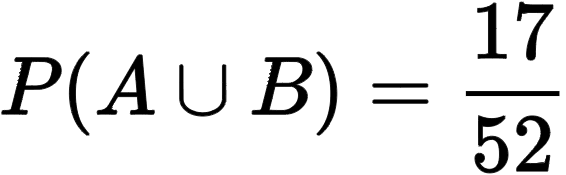 P(A ∪ B) = 17/52